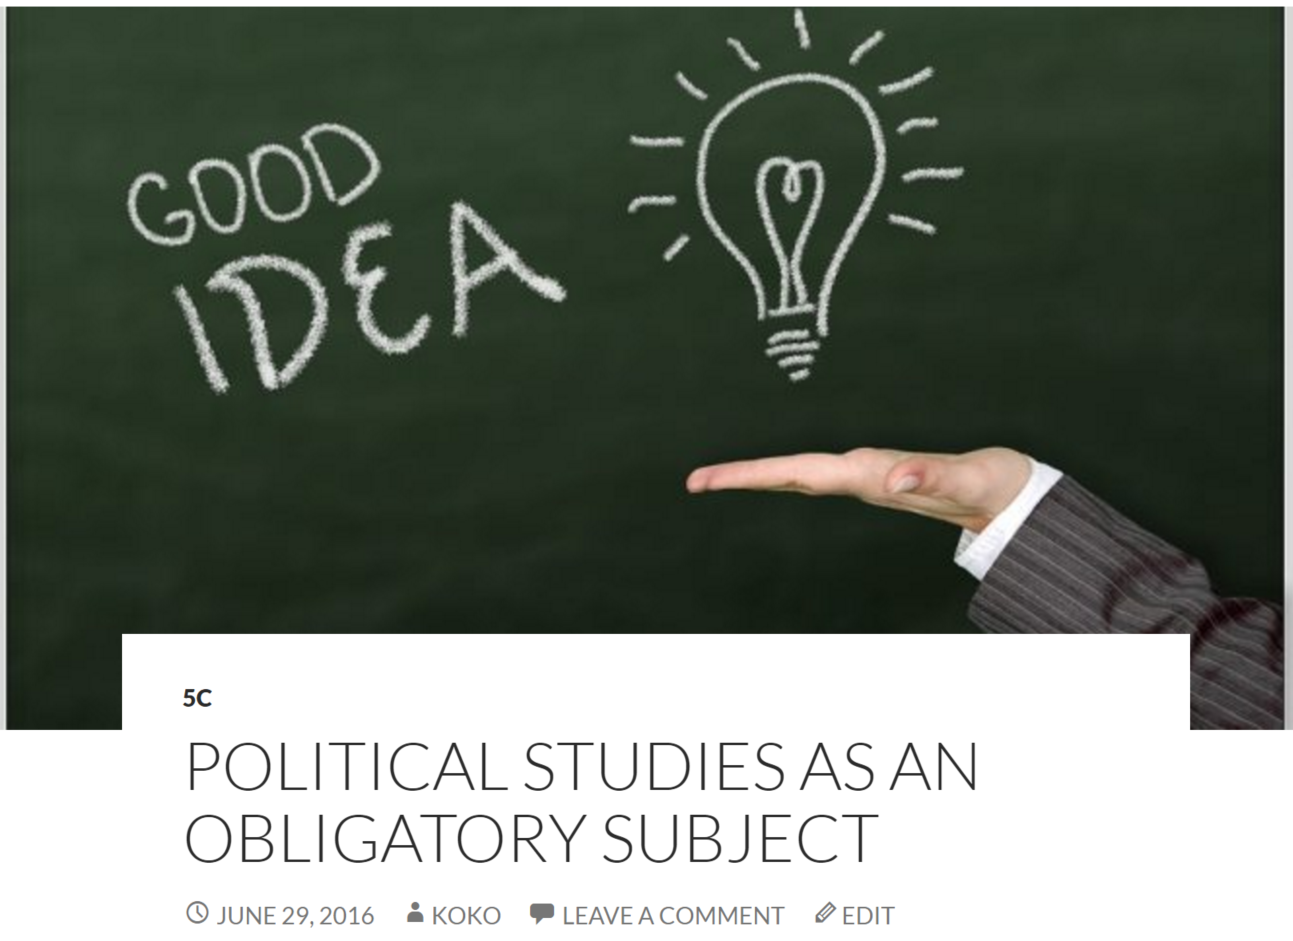 GOOD
IDEA
5C
POLITICAL STUDIES AS AN
OBLIGATORY SUBJECT
JUNE 29, 2016 KOKO LEAVE A COMMENT EDIT